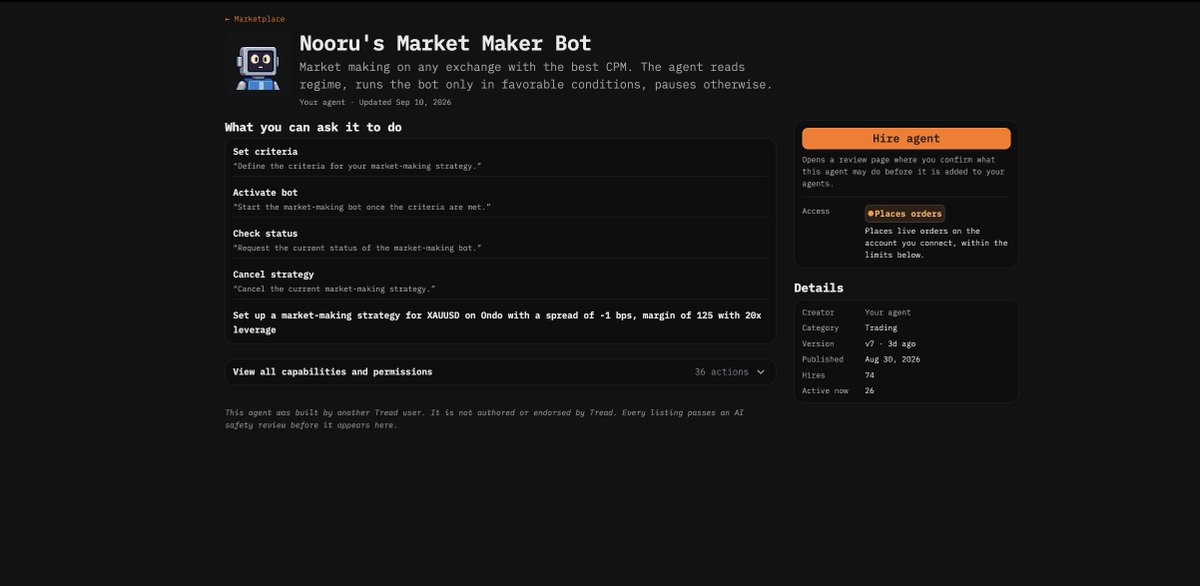 ← Marketplace
Nooru's Market Maker Bot
Market making on any exchange with the best CPM. The agent reads
regime, runs the bot only in favorable conditions, pauses otherwise.
Your agent · Updated Sep 10, 2026
What you can ask it to do
Set criteria
"Define the criteria for your market-making strategy."
Activate bot
"Start the market-making bot once the criteria are met."
Check status
"Request the current status of the market-making bot."
Cancel strategy
"Cancel the current market-making strategy."
Set up a market-making strategy for XAUUSD on Ondo with a spread of -1 bps, margin of 125 with 20x
leverage
View all capabilities and permissions 36 actions
This agent was built by another Tread user. It is not authored or endorsed by Tread. Every listing passes an AI
safety review before it appears here.
Hire agent
Opens a review page where you confirm what
this agent may do before it is added to your
agents.
Access Places orders
Places live orders on the
account you connect, within the
limits below.
Details
Creator Your agent
Category Trading
Version v7 · 3d ago
Published Aug 30, 2026
Hires 74
Active now 26